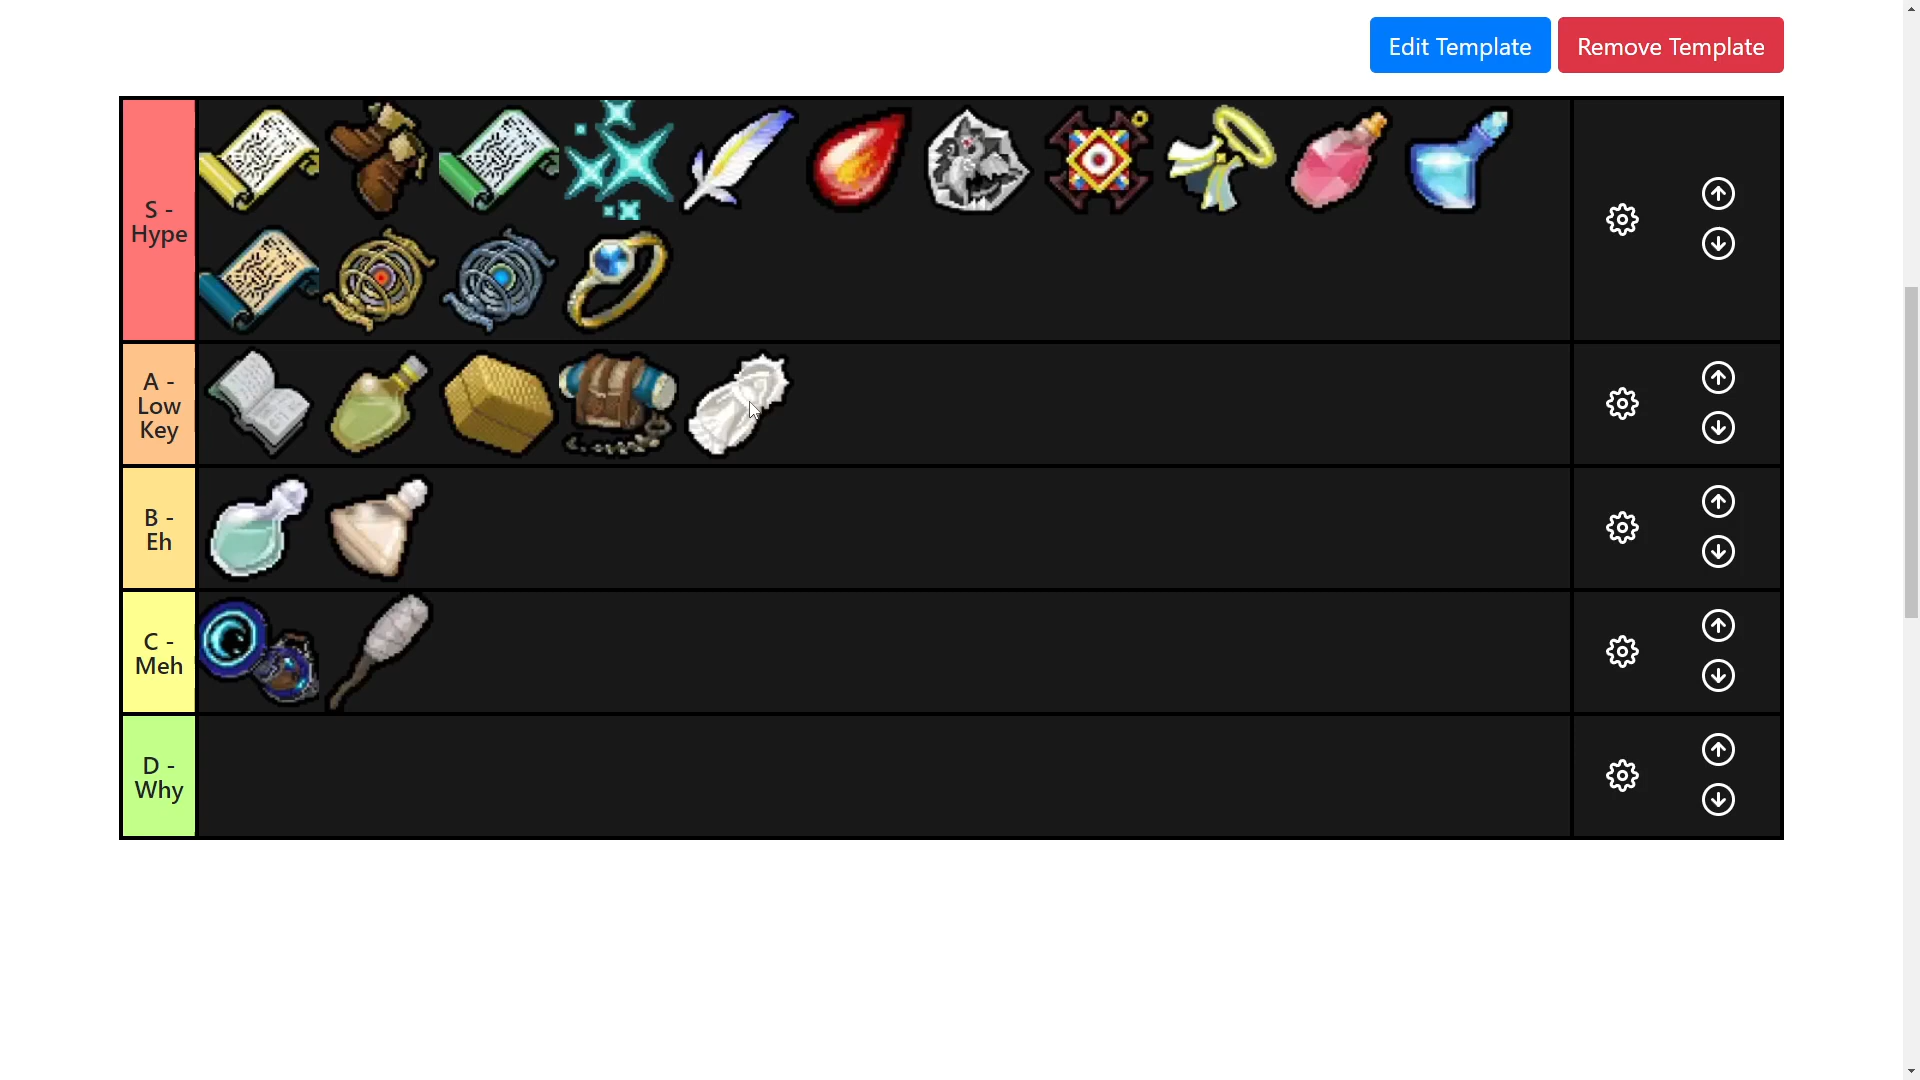 Edit Template
Remove Template
S -
Hype
A -
Low
Key
B -
Eh
C -
Meh
D -
Why